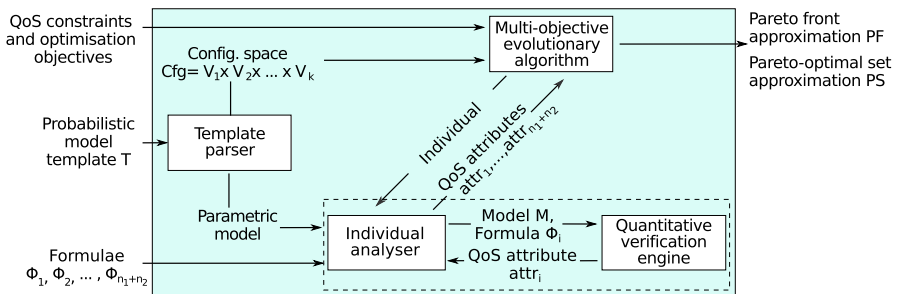 QoS constraints
and optimisation
objectives
Config. space
Cfg= V₁x V₂x ... x Vₖ
Multi-objective
evolutionary
algorithm
Pareto front
approximation PF
Pareto-optimal set
approximation PS
Probabilistic
model
template T
Template
parser
Individual
QoS attributes
attr₁,...,attrₙ₁₊ₙ₂
Parametric
model
Individual
analyser
Model M,
Formula Φᵢ
QoS attribute
attrᵢ
Quantitative
verification
engine
Formulae
Φ₁, Φ₂, ... , Φₙ₁₊ₙ₂